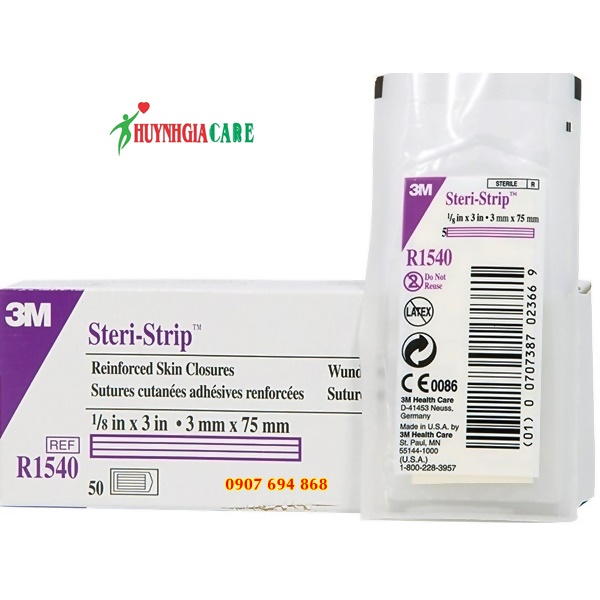 HUYNHGIACARE
3M
STERILE R
Steri-Strip™
1/8 in x 3 in • 3 mm x 75 mm
5
R1540
Do Not
Reuse
LATEX
CE 0086
3M Health Care
D-41453 Neuss,
Germany
Made in U.S.A. by
3M Health Care
St. Paul, MN
55144-1000
(U.S.A.)
1-800-228-3957
(01) 0 0707387 02366 9
3M
Steri-Strip™
Reinforced Skin Closures
Wund
Sutures cutanées adhésives renforcées
Sutur
1/8 in x 3 in • 3 mm x 75 mm
REF
R1540
50
0907 694 868